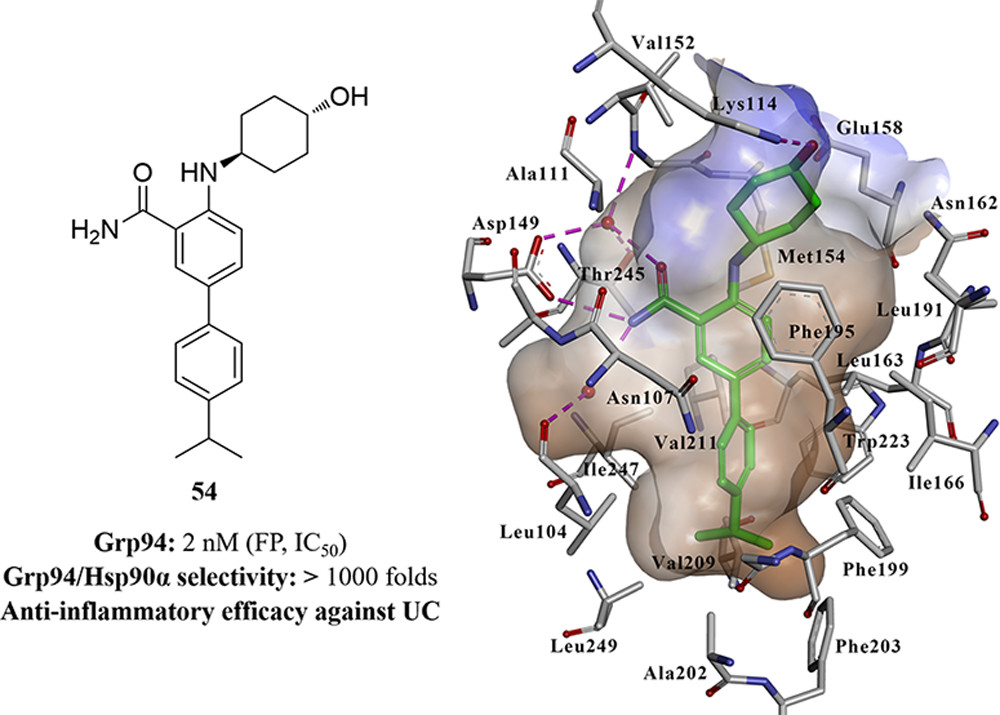 OH
HN
O
H₂N
54
Grp94: 2 nM (FP, IC₅₀)
Grp94/Hsp90α selectivity: > 1000 folds
Anti-inflammatory efficacy against UC
Val152
Lys114
Glu158
Ala111
Asn162
Asp149
Met154
Thr245
Leu191
Phe195
Leu163
Asn107
Val211
Trp223
Ile247
Ile166
Leu104
Val209
Phe199
Leu249
Phe203
Ala202